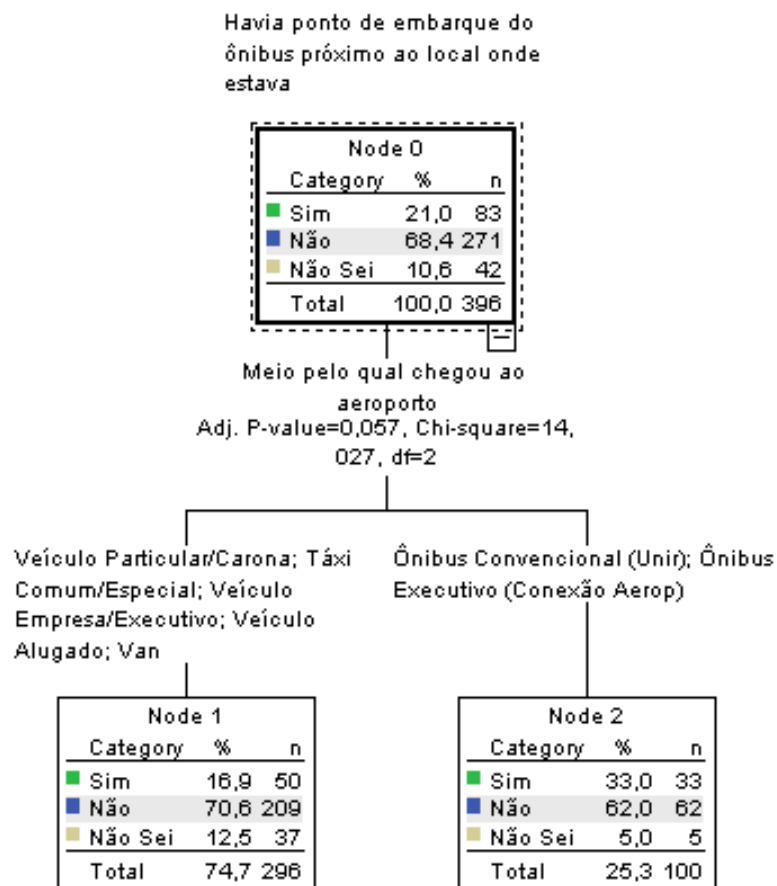 Havia ponto de embarque do
ônibus próximo ao local onde
estava
Node 0
Category % n
Sim 21,0 83
Não 68,4 271
Não Sei 10,6 42
Total 100,0 396
Meio pelo qual chegou ao
aeroporto
Adj. P-value=0,057, Chi-square=14,
027, df=2
Veículo Particular/Carona; Táxi
Comum/Especial; Veículo
Empresa/Executivo; Veículo
Alugado; Van
Ônibus Convencional (Unir); Ônibus
Executivo (Conexão Aerop)
Node 1
Category % n
Sim 16,9 50
Não 70,6 209
Não Sei 12,5 37
Total 74,7 296
Node 2
Category % n
Sim 33,0 33
Não 62,0 62
Não Sei 5,0 5
Total 25,3 100